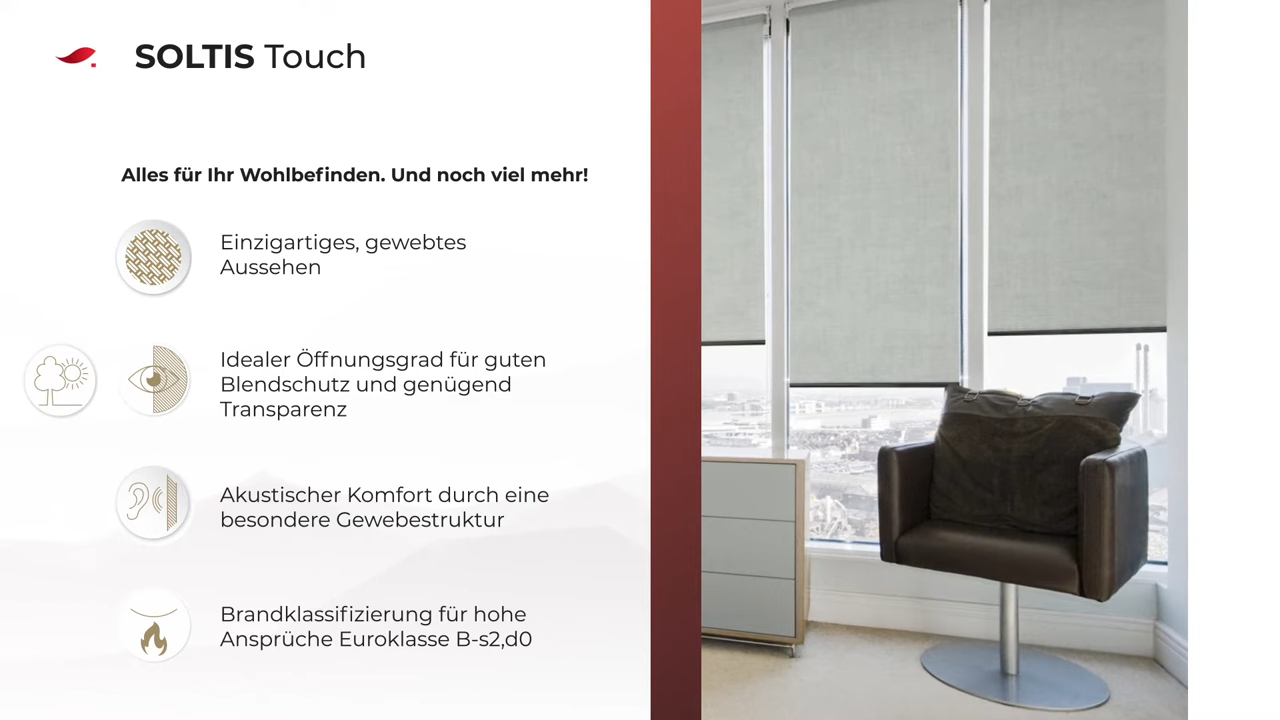 SOLTIS Touch
Alles für Ihr Wohlbefinden. Und noch viel mehr!
Einzigartiges, gewebtes
Aussehen
Idealer Öffnungsgrad für guten
Blendschutz und genügend
Transparenz
Akustischer Komfort durch eine
besondere Gewebestruktur
Brandklassifizierung für hohe
Ansprüche Euroklasse B-s2,d0